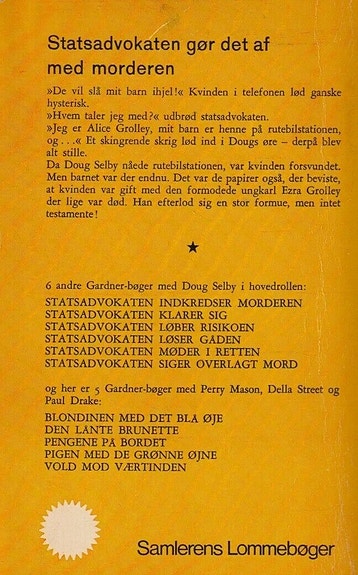 Statsadvokaten gør det af
med morderen
»De vil slå mit barn ihjel!« Kvinden i telefonen lød ganske
hysterisk.
»Hvem taler jeg med?« udbrød statsadvokaten.
»Jeg er Alice Grolley, mit barn er henne på rutebilstationen,
og . . .« Et skingrende skrig lød ind i Dougs øre – derpå blev
alt stille.
Da Doug Selby nåede rutebilstationen, var kvinden forsvundet.
Men barnet var der endnu. Det var de papirer også, der beviste,
at kvinden var gift med den formodede ungkarl Ezra Grolley
der lige var død. Han efterlod sig en stor formue, men intet
testamente!
★
6 andre Gardner-bøger med Doug Selby i hovedrollen:
STATSADVOKATEN INDKREDSER MORDEREN
STATSADVOKATEN KLARER SIG
STATSADVOKATEN LØBER RISIKOEN
STATSADVOKATEN LØSER GÅDEN
STATSADVOKATEN MØDER I RETTEN
STATSADVOKATEN SIGER OVERLAGT MORD
og her er 5 Gardner-bøger med Perry Mason, Della Street og
Paul Drake:
BLONDINEN MED DET BLÅ ØJE
DEN LÅNTE BRUNETTE
PENGENE PÅ BORDET
PIGEN MED DE GRØNNE ØJNE
VOLD MOD VÆRTINDEN
Samlerens Lommebøger